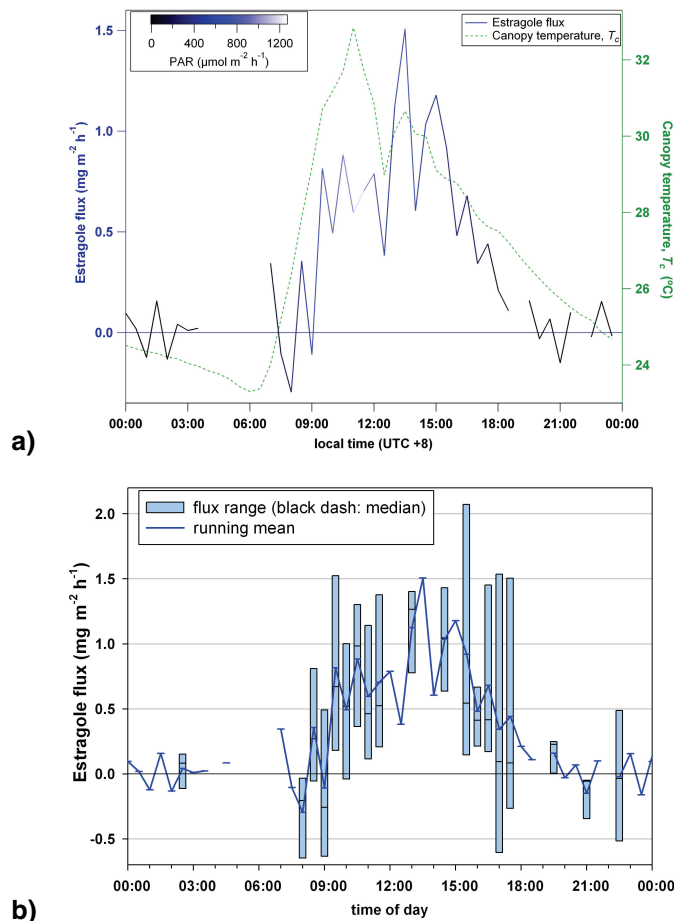 0 400 800 1200
PAR (µmol m⁻² h⁻¹)
Estragole flux
Canopy temperature, Tc
1.5
1.0
0.5
0.0
Estragole flux (mg m⁻² h⁻¹)
32
30
28
26
24
Canopy temperature, Tc (ºC)
00:00 03:00 06:00 09:00 12:00 15:00 18:00 21:00 00:00
local time (UTC +8)
a)
flux range (black dash: median)
running mean
2.0
1.5
1.0
0.5
0.0
-0.5
Estragole flux (mg m⁻² h⁻¹)
00:00 03:00 09:00 06:00 12:00 15:00 18:00 21:00 00:00
time of day
b)